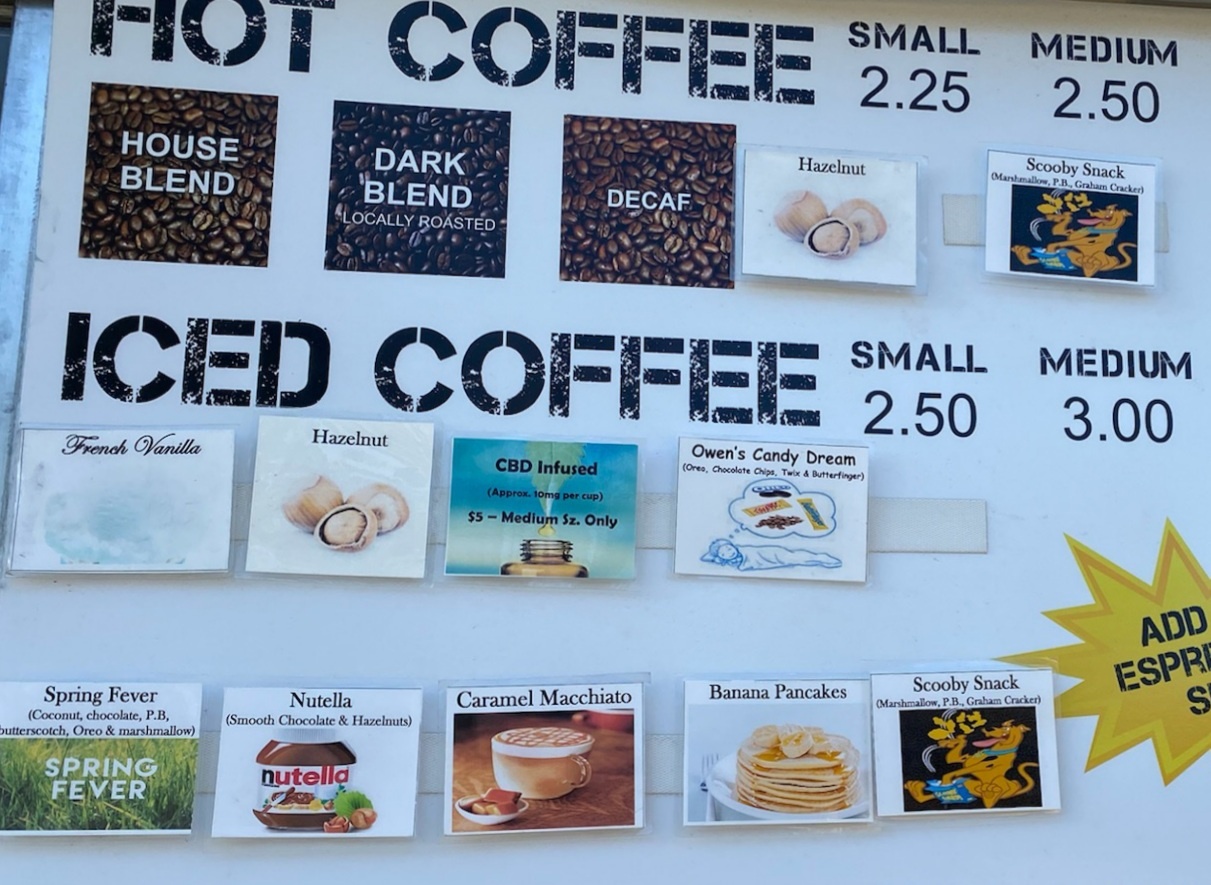 HOT COFFEE SMALL MEDIUM
2.25 2.50
HOUSE
BLEND
DARK
BLEND
LOCALLY ROASTED
DECAF
Hazelnut
Scooby Snack
(Marshmallow, P.B., Graham Cracker)
ICED COFFEE SMALL MEDIUM
2.50 3.00
French Vanilla
Hazelnut
CBD Infused
(Approx. 10mg per cup)
$5 – Medium Sz. Only
Owen's Candy Dream
(Oreo, Chocolate Chips, Twix & Butterfinger)
ADD
ESPRE
S
Spring Fever
(Coconut, chocolate, P.B,
butterscotch, Oreo & marshmallow)
SPRING
FEVER
Nutella
(Smooth Chocolate & Hazelnuts)
nutella
Caramel Macchiato
Banana Pancakes
Scooby Snack
(Marshmallow, P.B., Graham Cracker)